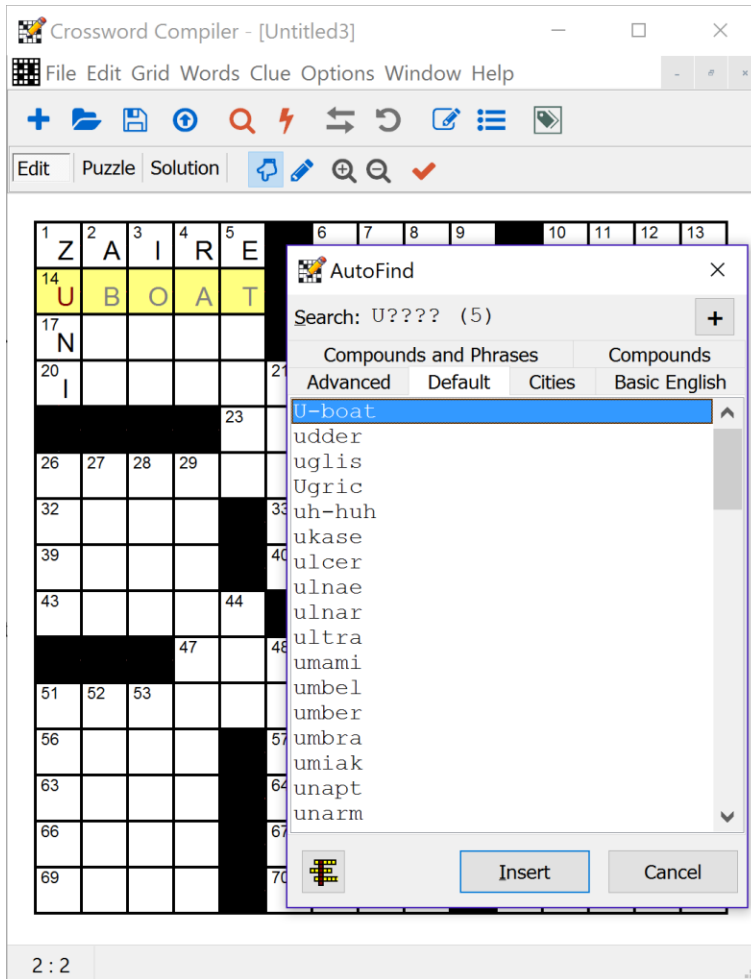 Crossword Compiler - [Untitled3]
File Edit Grid Words Clue Options Window Help
Edit Puzzle Solution
1 Z 2 A 3 I 4 R 5 E 6 7 8 9 10 11 12 13
14 U B O A T
17 N
20 I 21
23
26 27 28 29
32 33
39 40
43 44
47 48
51 52 53
56 57
63 64
66 67
69 70
AutoFind
Search: U???? (5)
+
Compounds and Phrases Compounds
Advanced Default Cities Basic English
U-boat
udder
uglis
Ugric
uh-huh
ukase
ulcer
ulnae
ulnar
ultra
umami
umbel
umber
umbra
umiak
unapt
unarm
Insert Cancel
2 : 2